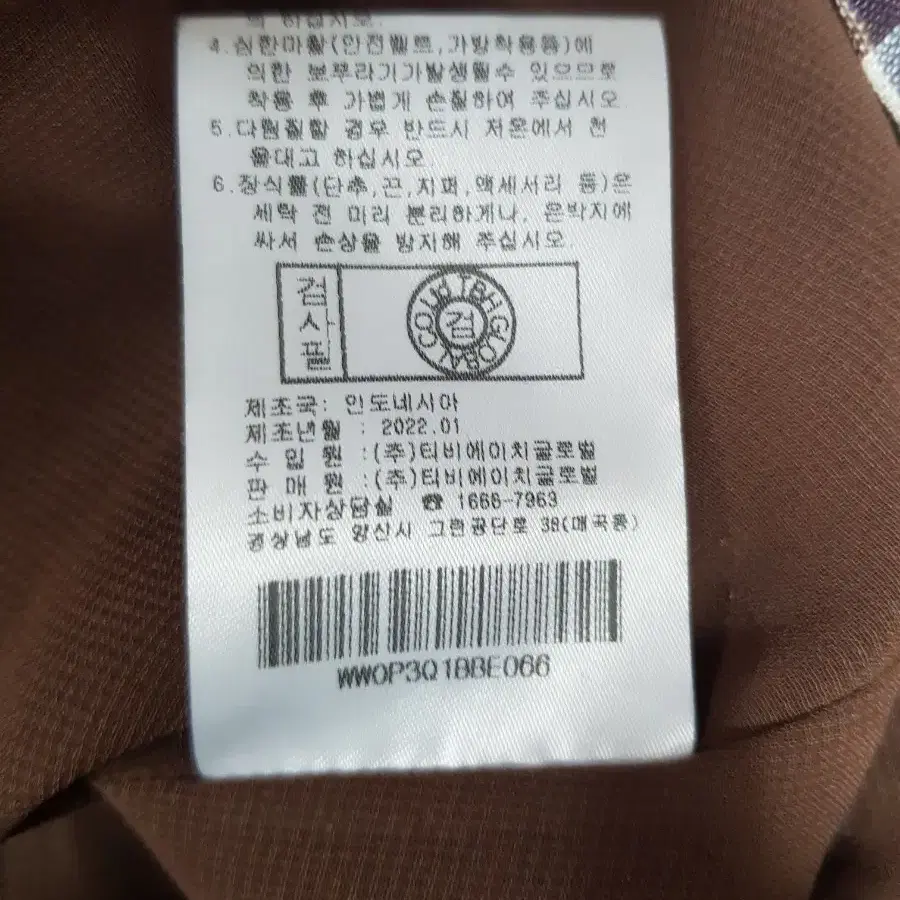 의 하십시오.
4.심한마찰(안전벨트,가방착용등)에
의한 보푸라기가발생될수 있으므로
착용 후 가볍게 손질하여 주십시오.
5.다림질할 경우 반드시 저온에서 천
을대고 하십시오.
6.장식물(단추,끈,지퍼,액세서리 등)은
세탁 전 미리 분리하게나, 은박지에
싸서 손상을 방지해 주십시오.
검사필
TBH GLOBAL CO.LTD
검
제조국: 인도네시아
제조년월 : 2022.01
수 입 원 :(주)티비에이치글로벌
판 매 원 :(주)티비에이치글로벌
소비자상담실 ☎ 1666-7963
경상남도 양산시 그린공단로 38(매곡동)
WWOP3Q18BE066